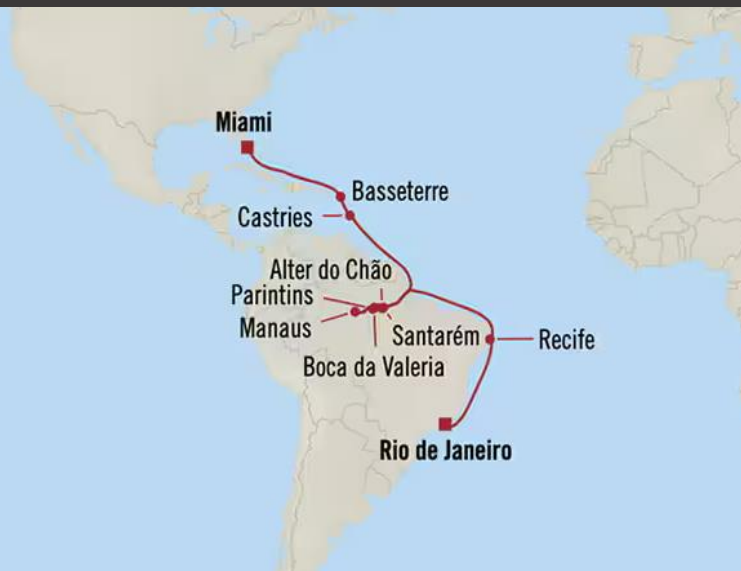 Miami
Basseterre
Castries
Alter do Chão
Parintins
Manaus
Santarém
Recife
Boca da Valeria
Rio de Janeiro